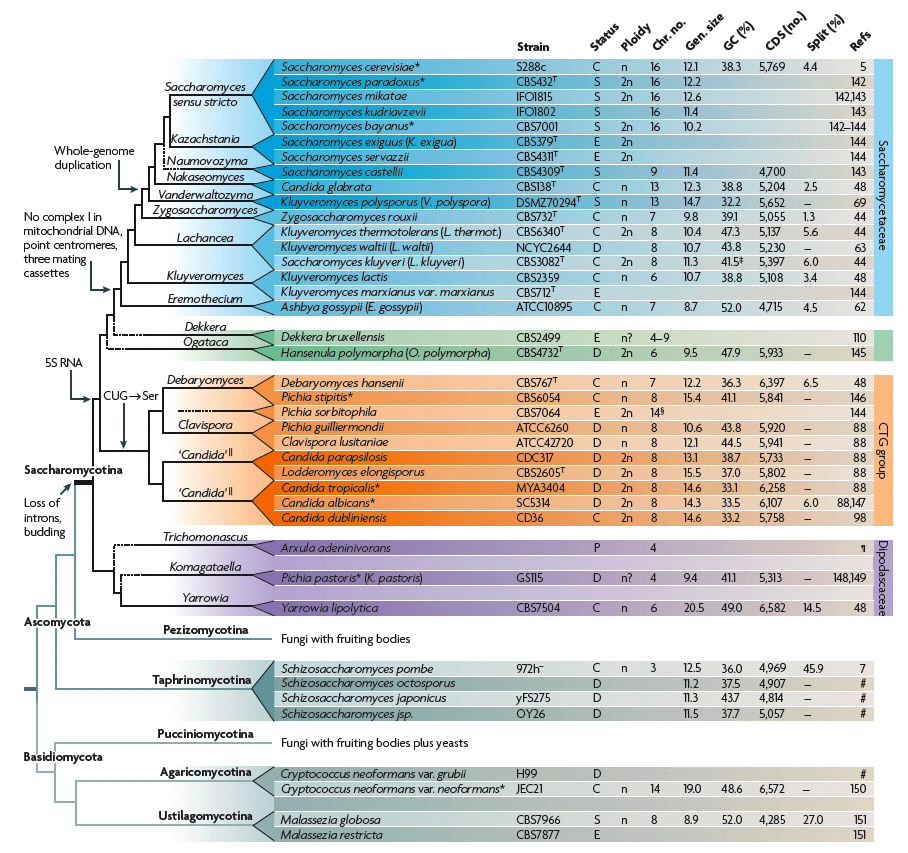 Strain Status Ploidy Chr. no. Gen. size GC (%) CDS (no.) Split (%) Refs
Saccharomyces cerevisiae* S288c C n 16 12.1 38.3 5,769 4.4 5
Saccharomyces sensu stricto
Saccharomyces paradoxus* CBS432ᵀ S 2n 16 12.2 142
Saccharomyces mikatae IFO1815 S 2n 16 12.6 142,143
Saccharomyces kudriavzevii IFO1802 S 16 11.4 143
Saccharomyces bayanus* CBS7001 S 2n 16 10.2 142–144
Kazachstania Saccharomyces exiguus (K. exigua) CBS379ᵀ E 2n 144
Whole-genome duplication
Naumovozyma Saccharomyces servazzii CBS4311ᵀ E 2n 144
Nakaseomyces Saccharomyces castellii CBS4309ᵀ S 9 11.4 4,700 143
Candida glabrata CBS138ᵀ C n 13 12.3 38.8 5,204 2.5 48
Vanderwaltozyma Kluyveromyces polysporus (V. polyspora) DSMZ70294ᵀ S n 13 14.7 32.2 5,652 – 69
Zygosaccharomyces Zygosaccharomyces rouxii CBS732ᵀ C n 7 9.8 39.1 5,055 1.3 44
No complex I in mitochondrial DNA, point centromeres, three mating cassettes
Kluyveromyces thermotolerans (L. thermot.) CBS6340ᵀ C 2n 8 10.4 47.3 5,137 5.6 44
Lachancea Kluyveromyces waltii (L. waltii) NCYC2644 D 8 10.7 43.8 5,230 – 63
Saccharomyces kluyveri (L. kluyveri) CBS3082ᵀ C 2n 8 11.3 41.5‡ 5,397 6.0 44
Kluyveromyces Kluyveromyces lactis CBS2359 C n 6 10.7 38.8 5,108 3.4 48
Kluyveromyces marxianus var. marxianus CBS712ᵀ E 144
Eremothecium Ashbya gossypii (E. gossypii) ATCC10895 C n 7 8.7 52.0 4,715 4.5 62
Saccharomycetaceae
Dekkera Dekkera bruxellensis CBS2499 E n? 4–9 110
Ogataca Hansenula polymorpha (O. polymorpha) CBS4732ᵀ D 2n 6 9.5 47.9 5,933 – 145
5S RNA
CUG→Ser
Debaryomyces Debaryomyces hansenii CBS767ᵀ C n 7 12.2 36.3 6,397 6.5 48
Pichia stipitis* CBS6054 C n 8 15.4 41.1 5,841 – 146
Pichia sorbitophila CBS7064 E 2n 14§ 144
Clavispora Pichia guilliermondii ATCC6260 D n 8 10.6 43.8 5,920 – 88
Clavispora lusitaniae ATCC42720 D n 8 12.1 44.5 5,941 – 88
'Candida'ǁ Candida parapsilosis CDC317 D 2n 8 13.1 38.7 5,733 – 88
Lodderomyces elongisporus CBS2605ᵀ D 2n 8 15.5 37.0 5,802 – 88
'Candida'ǁ Candida tropicalis* MYA3404 D 2n 8 14.6 33.1 6,258 – 88
Candida albicans* SC5314 D 2n 8 14.3 33.5 6,107 6.0 88,147
Candida dubliniensis CD36 C 2n 8 14.6 33.2 5,758 – 98
CTG group
Saccharomycotina
Loss of introns, budding
Trichomonascus Arxula adeninivorans P 4 ¶
Komagataella Pichia pastoris* (K. pastoris) GS115 D n? 4 9.4 41.1 5,313 – 148,149
Yarrowia Yarrowia lipolytica CBS7504 C n 6 20.5 49.0 6,582 14.5 48
Dipodascaceae
Ascomycota
Pezizomycotina Fungi with fruiting bodies
Schizosaccharomyces pombe 972h⁻ C n 3 12.5 36.0 4,969 45.9 7
Taphrinomycotina Schizosaccharomyces octosporus D 11.2 37.5 4,907 – #
Schizosaccharomyces japonicus yFS275 D 11.3 43.7 4,814 – #
Schizosaccharomyces jsp. OY26 D 11.5 37.7 5,057 – #
Pucciniomycotina Fungi with fruiting bodies plus yeasts
Basidiomycota
Agaricomycotina Cryptococcus neoformans var. grubii H99 D #
Cryptococcus neoformans var. neoformans* JEC21 C n 14 19.0 48.6 6,572 – 150
Ustilagomycotina Malassezia globosa CBS7966 S n 8 8.9 52.0 4,285 27.0 151
Malassezia restricta CBS7877 E 151